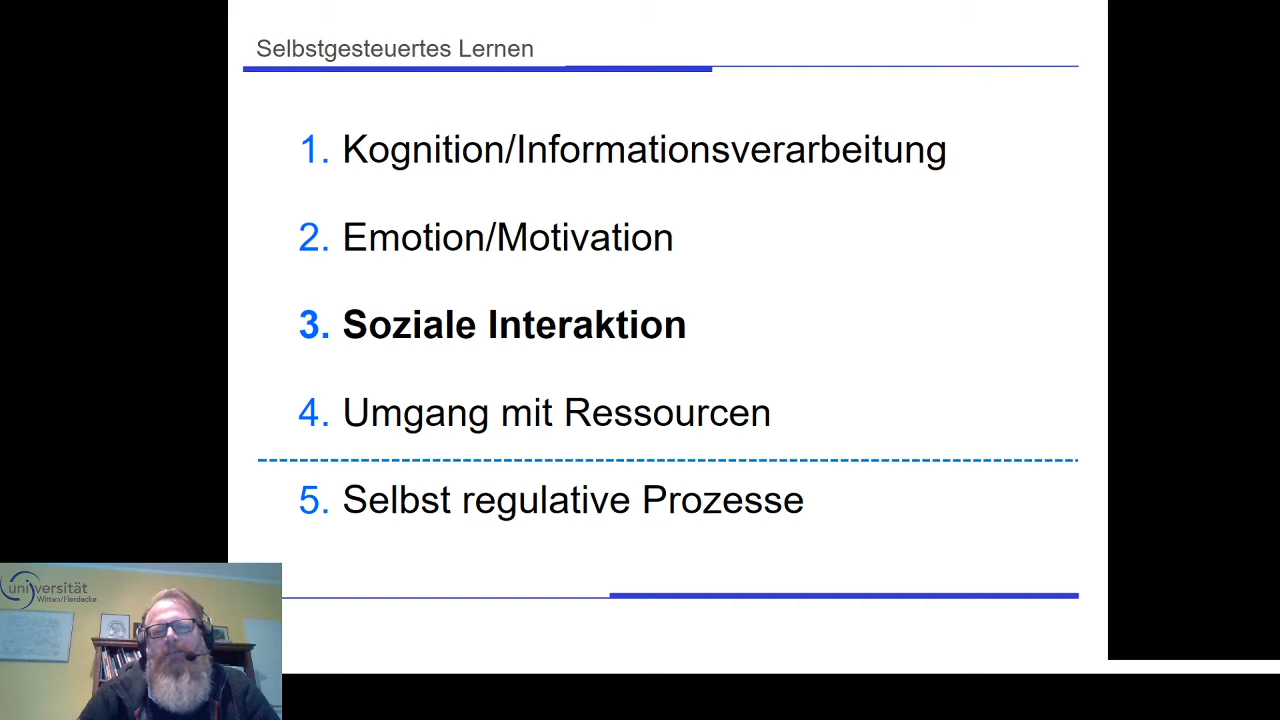 Selbstgesteuertes Lernen
1. Kognition/Informationsverarbeitung
2. Emotion/Motivation
3. Soziale Interaktion
4. Umgang mit Ressourcen
5. Selbst regulative Prozesse
universität
Witten/Herdecke